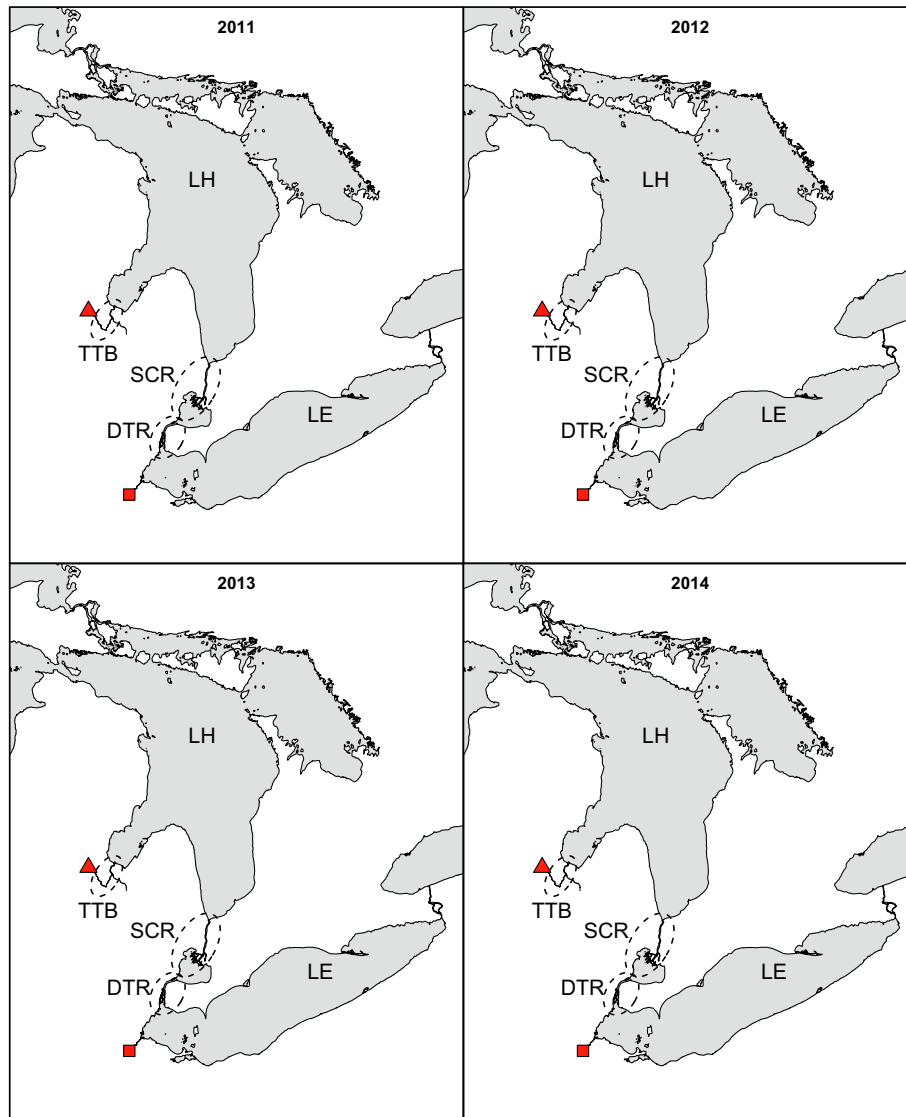 2011
LH
TTB
SCR
DTR
LE
2012
LH
TTB
SCR
DTR
LE
2013
LH
TTB
SCR
DTR
LE
2014
LH
TTB
SCR
DTR
LE